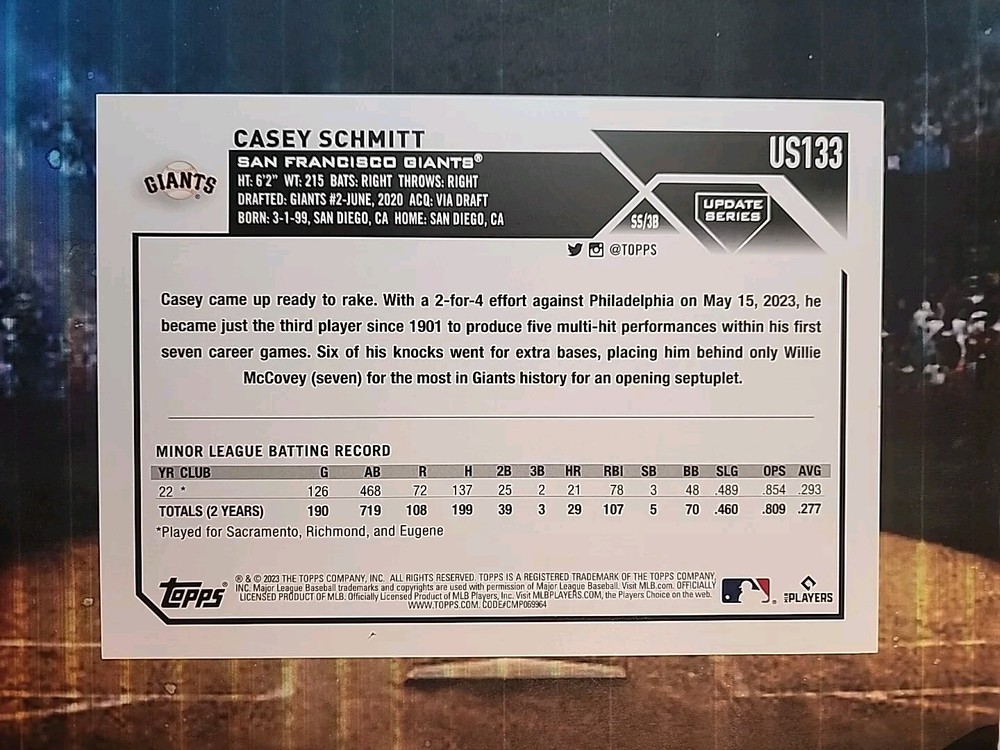 CASEY SCHMITT
US133
GIANTS
SAN FRANCISCO GIANTS®
HT: 6'2" WT: 215 BATS: RIGHT THROWS: RIGHT
DRAFTED: GIANTS #2-JUNE, 2020 ACQ: VIA DRAFT
BORN: 3-1-99, SAN DIEGO, CA HOME: SAN DIEGO, CA
SS/3B
UPDATE
SERIES
@TOPPS
Casey came up ready to rake. With a 2-for-4 effort against Philadelphia on May 15, 2023, he
became just the third player since 1901 to produce five multi-hit performances within his first
seven career games. Six of his knocks went for extra bases, placing him behind only Willie
McCovey (seven) for the most in Giants history for an opening septuplet.
MINOR LEAGUE BATTING RECORD
YR CLUB G AB R H 2B 3B HR RBI SB BB SLG OPS AVG
22 * 126 468 72 137 25 2 21 78 3 48 .489 .854 .293
TOTALS (2 YEARS) 190 719 108 199 39 3 29 107 5 70 .460 .809 .277
*Played for Sacramento, Richmond, and Eugene
Topps®
® & © 2023 THE TOPPS COMPANY, INC. ALL RIGHTS RESERVED. TOPPS IS A REGISTERED TRADEMARK OF THE TOPPS COMPANY,
INC. Major League Baseball trademarks and copyrights are used with permission of Major League Baseball. Visit MLB.com. OFFICIALLY
LICENSED PRODUCT OF MLB. Officially Licensed Product of MLB Players, Inc. Visit MLBPLAYERS.COM, the Players Choice on the web.
WWW.TOPPS.COM. CODE#CMP069964
MLB PLAYERS